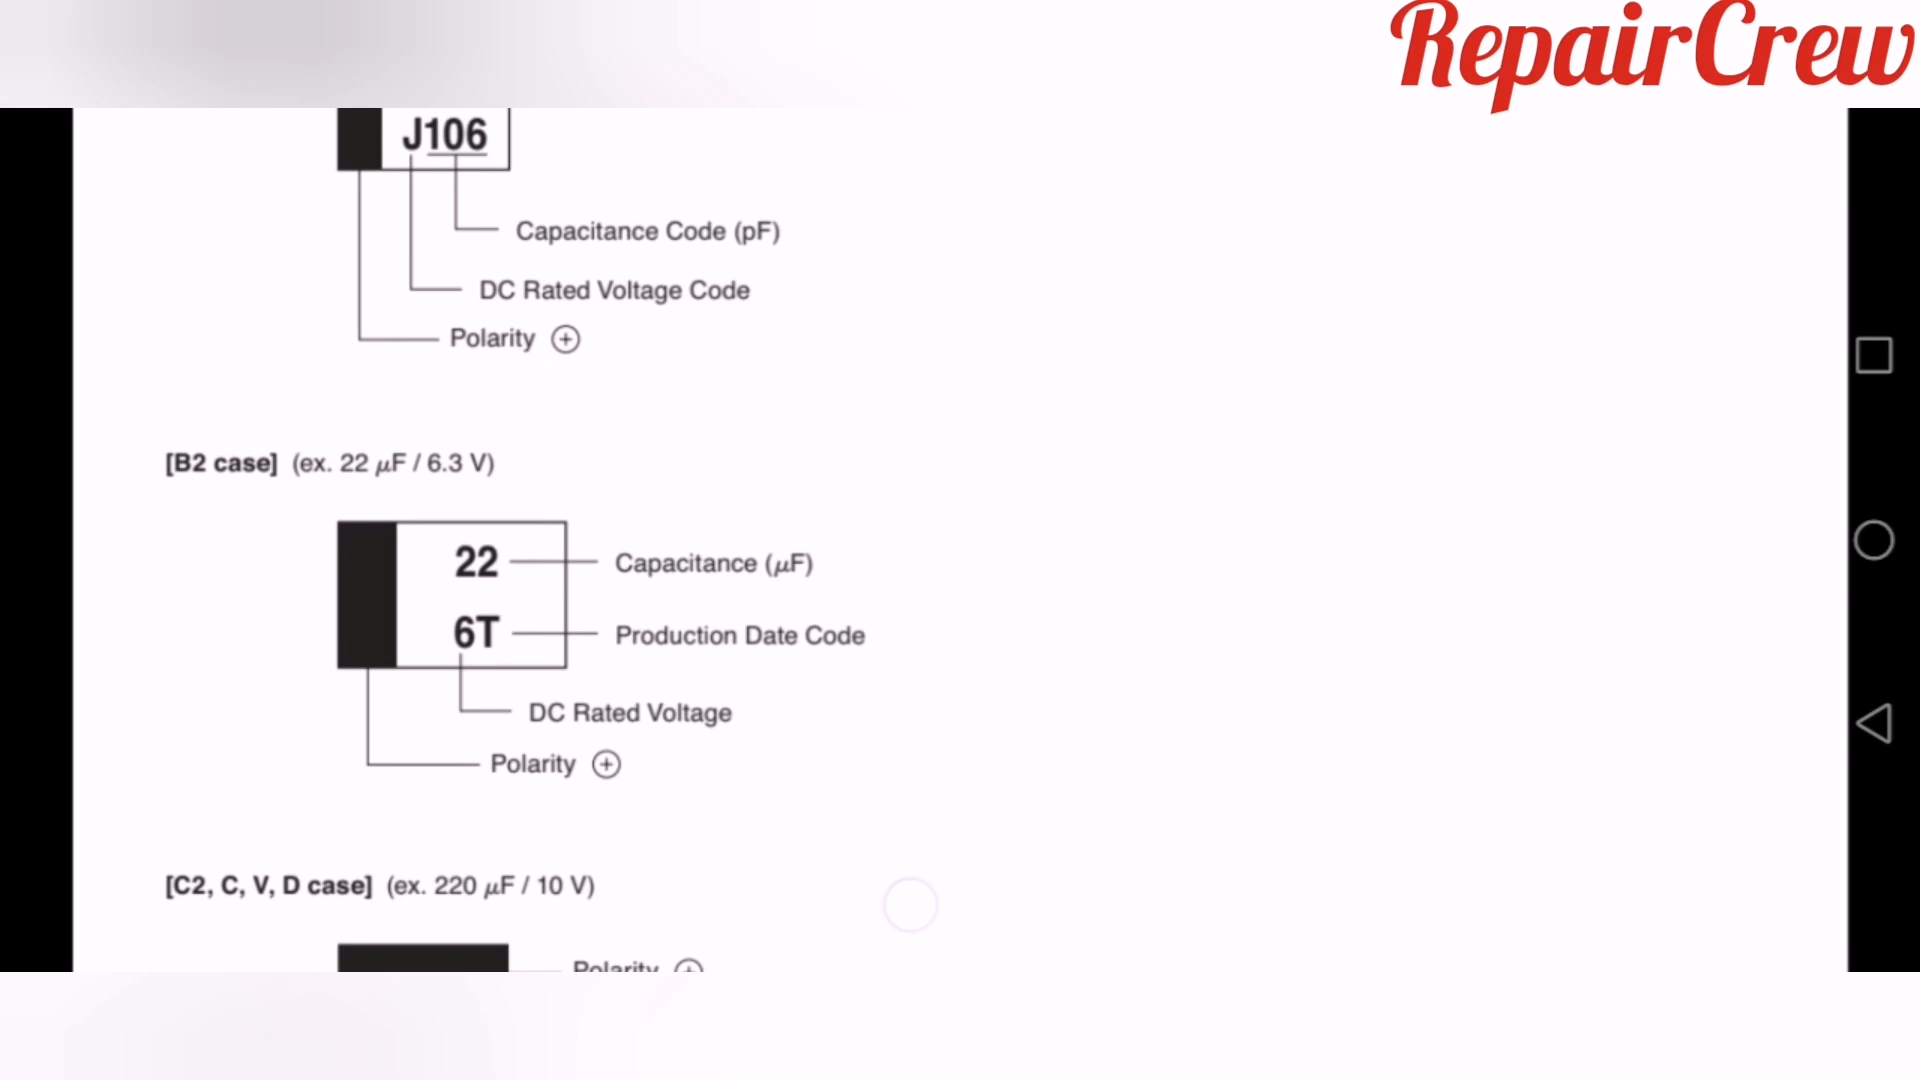 RepairCrew
J106
Capacitance Code (pF)
DC Rated Voltage Code
Polarity ⊕
[B2 case] (ex. 22 μF / 6.3 V)
22 Capacitance (μF)
6T Production Date Code
DC Rated Voltage
Polarity ⊕
[C2, C, V, D case] (ex. 220 μF / 10 V)
Polarity ⊕